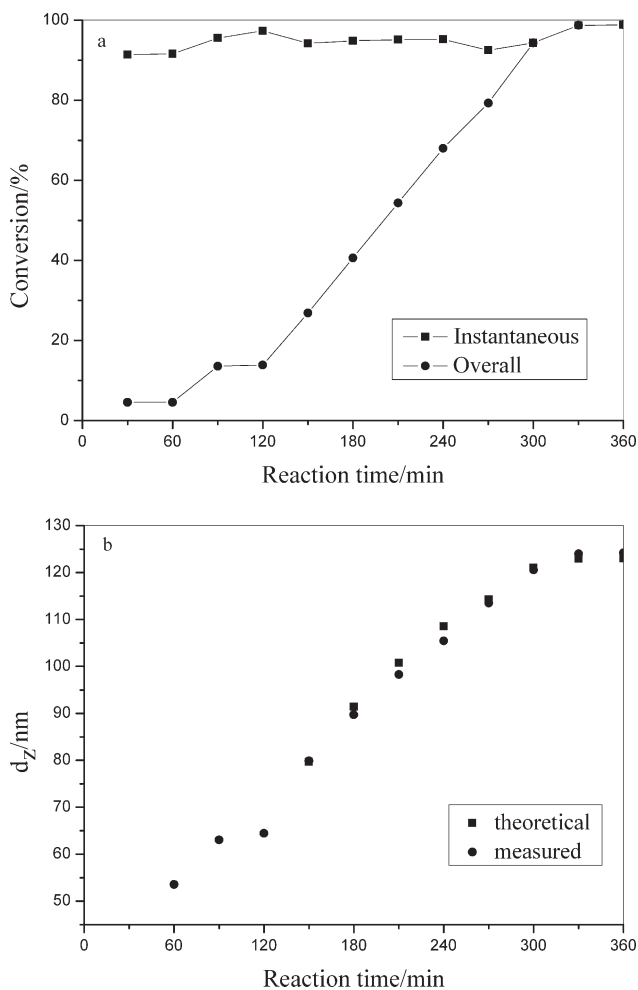 100
a
80
60
40
20
0
Conversion/%
Instantaneous
Overall
0 60 120 180 240 300 360
Reaction time/min
130
b
120
110
100
90
80
70
60
50
dZ/nm
theoretical
measured
0 60 120 180 240 300 360
Reaction time/min